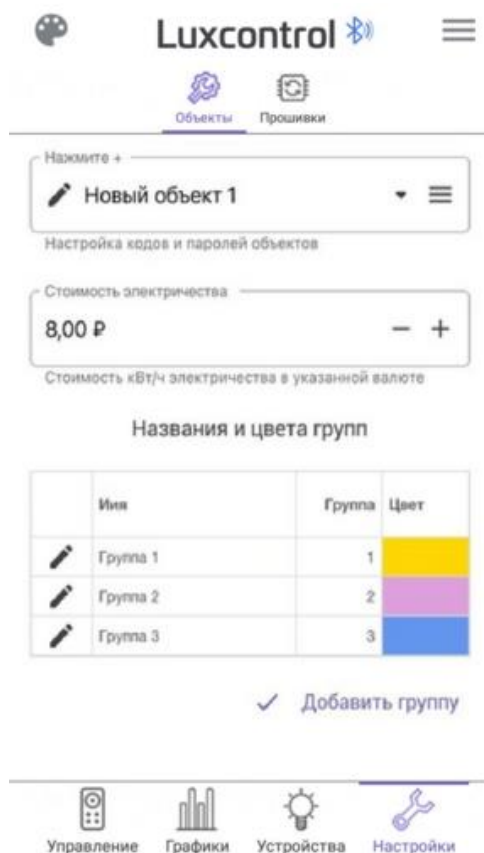 Luxcontrol
Объекты Прошивки
Нажмите +
Новый объект 1
Настройка кодов и паролей объектов
Стоимость электричества
8,00 ₽ − +
Стоимость кВт/ч электричества в указанной валюте
Названия и цвета групп
Имя Группа Цвет
Группа 1 1
Группа 2 2
Группа 3 3
Добавить группу
Управление Графики Устройства Настройки